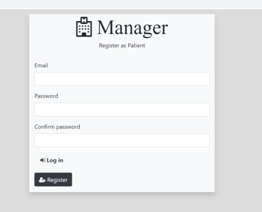 Manager
Register as Patient
Email
Password
Confirm password
Log in
Register